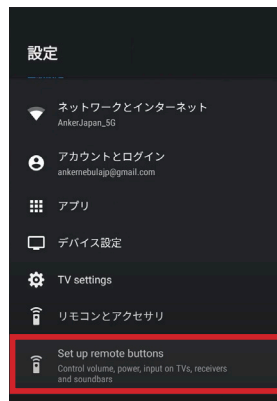 設定
ネットワークとインターネット
AnkerJapan_5G
アカウントとログイン
ankernebulajp@gmail.com
アプリ
デバイス設定
TV settings
リモコンとアクセサリ
Set up remote buttons
Control volume, power, input on TVs, receivers
and soundbars